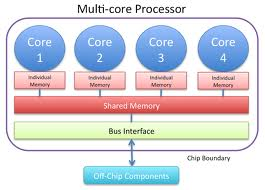 Multi-core Processor
Core 1
Core 2
Core 3
Core 4
Individual Memory
Individual Memory
Individual Memory
Individual Memory
Shared Memory
Bus Interface
Chip Boundary
Off-Chip Components